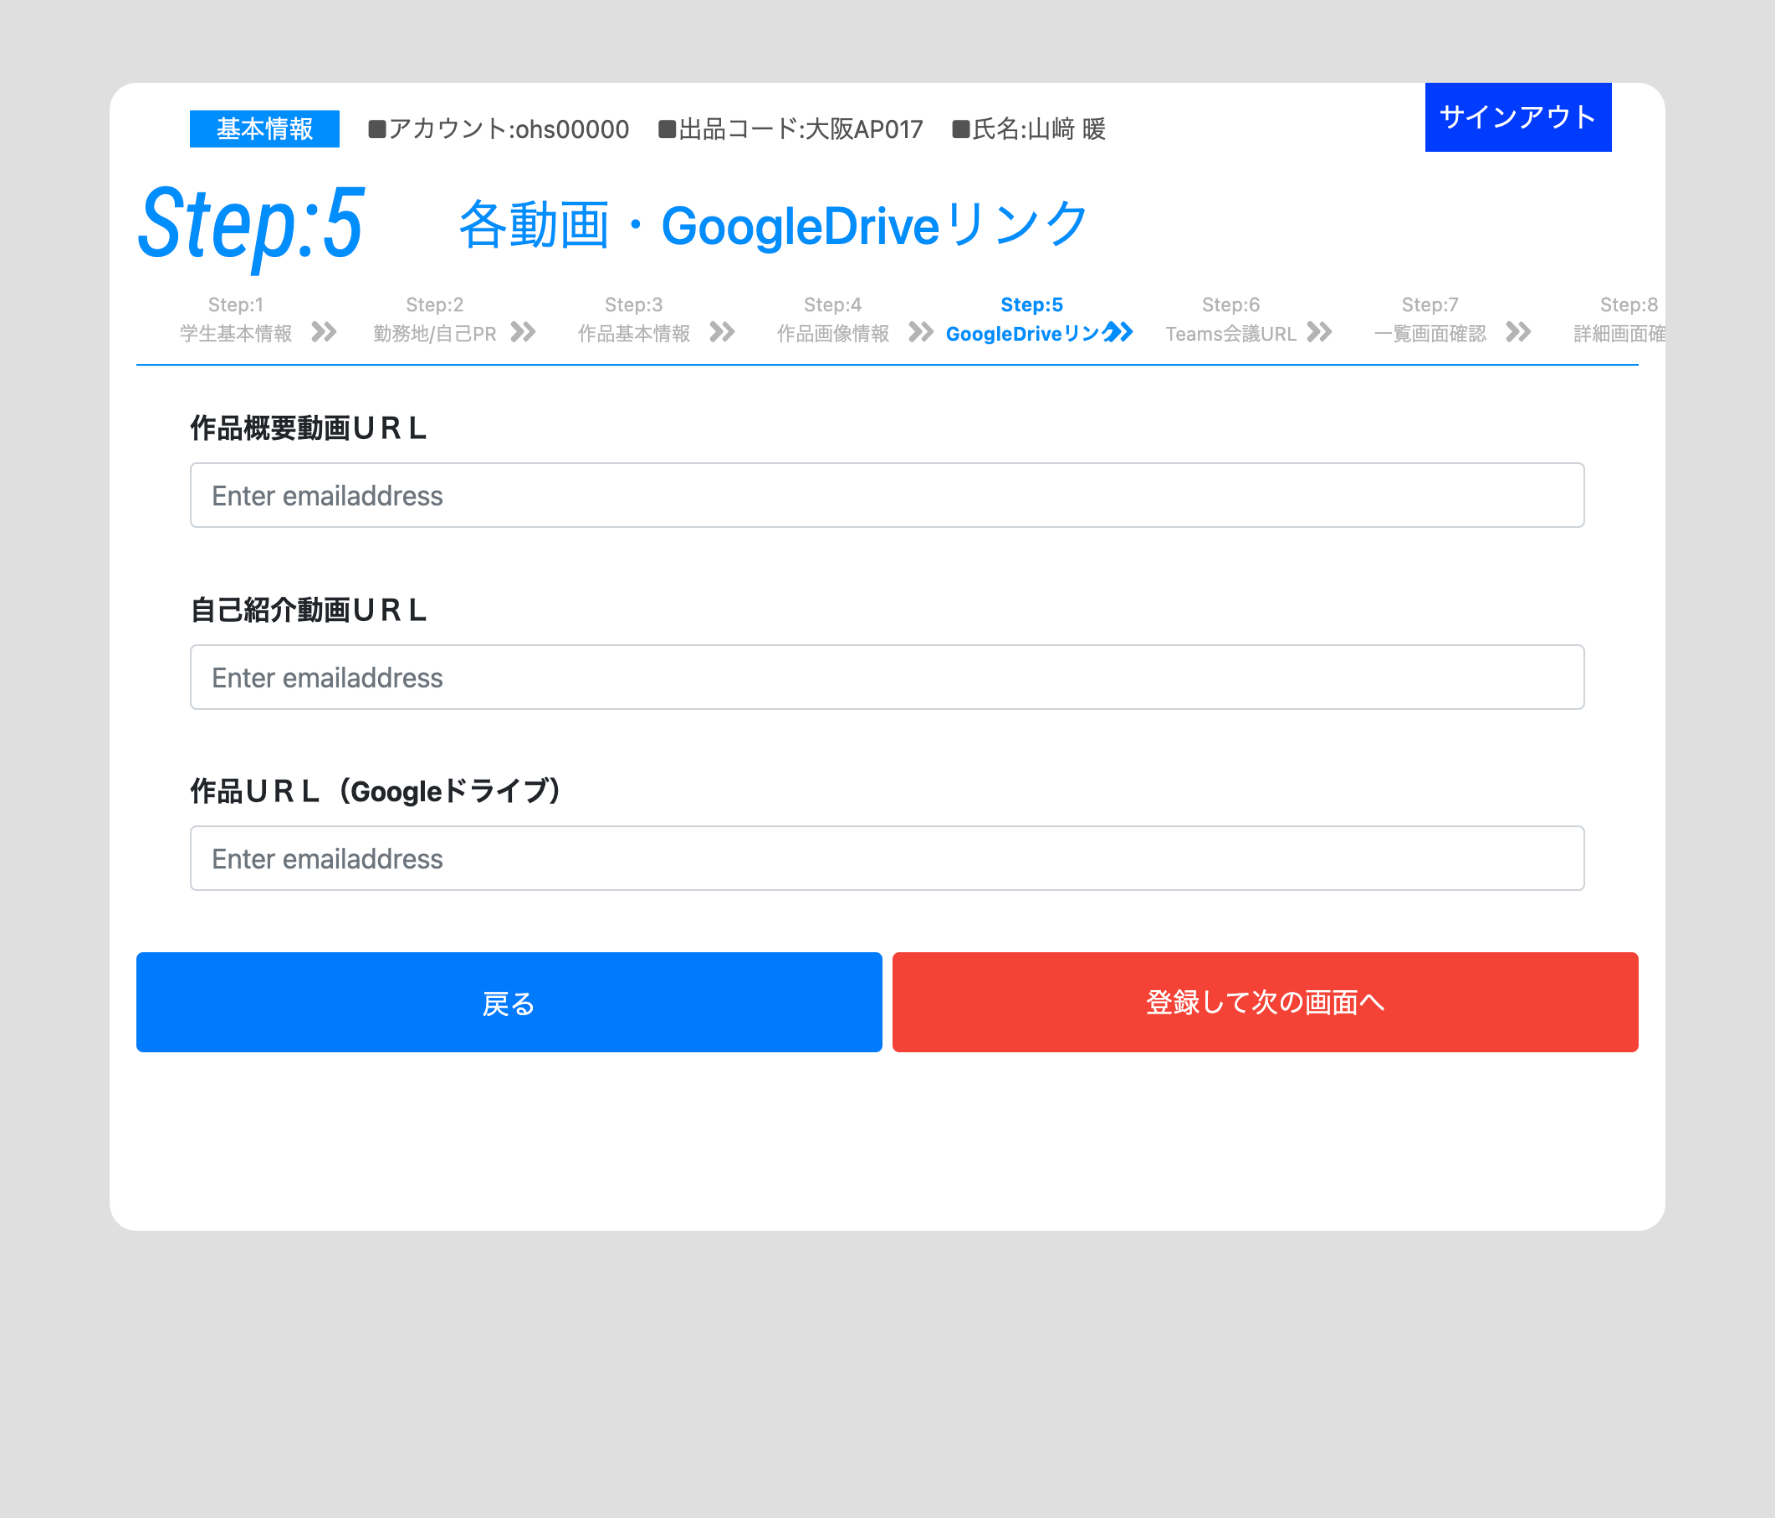 基本情報 ■アカウント:ohs00000 ■出品コード:大阪AP017 ■氏名:山﨑 暖
サインアウト
Step:5 各動画・GoogleDriveリンク
Step:1 Step:2 Step:3 Step:4 Step:5 Step:6 Step:7 Step:8
学生基本情報 勤務地/自己PR 作品基本情報 作品画像情報 GoogleDriveリンク Teams会議URL 一覧画面確認 詳細画面確
作品概要動画ＵＲＬ
Enter emailaddress
自己紹介動画ＵＲＬ
Enter emailaddress
作品ＵＲＬ（Googleドライブ）
Enter emailaddress
戻る 登録して次の画面へ